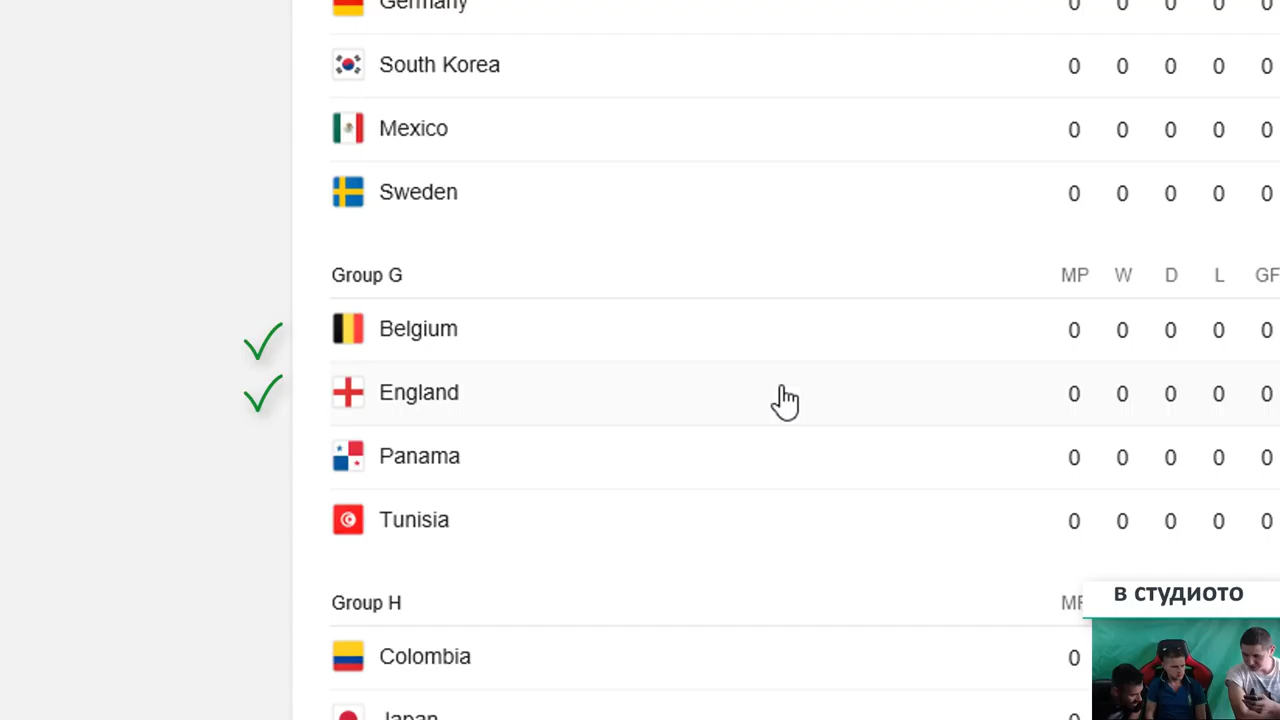 Germany 0 0 0 0 0
South Korea 0 0 0 0 0
Mexico 0 0 0 0 0
Sweden 0 0 0 0 0
Group G MP W D L GF
Belgium 0 0 0 0 0
England 0 0 0 0 0
Panama 0 0 0 0 0
Tunisia 0 0 0 0 0
Group H
в студиото
Colombia 0
Japan